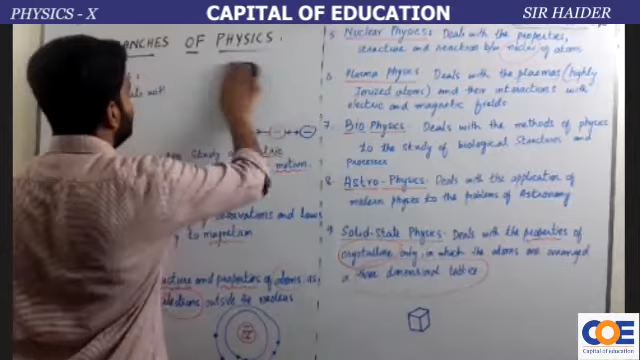 PHYSICS - X
CAPITAL OF EDUCATION
SIR HAIDER
ANCHES OF PHYSICS.
study
observations and laws
to magnetism
structure and properties of atoms as
outside the nucleus
5 Nuclear Physics: Deals with the properties,
structure and reaction b/w nuclei of atoms
6 Plasma Physics: Deals with the plasmas (highly
Ionized atoms) and their interactions with
electric and magnetic fields
7. Bio Physics: Deals with the methods of physics
to the study of biological structures and
processes
8. Astro-Physics: Deals with the application of
modern physics to the problems of Astronomy
9 Solid-State Physics: Deals with the properties of
crystalline only, in which the atoms are arranged
a three dimensional lattice
COE
Capital of education